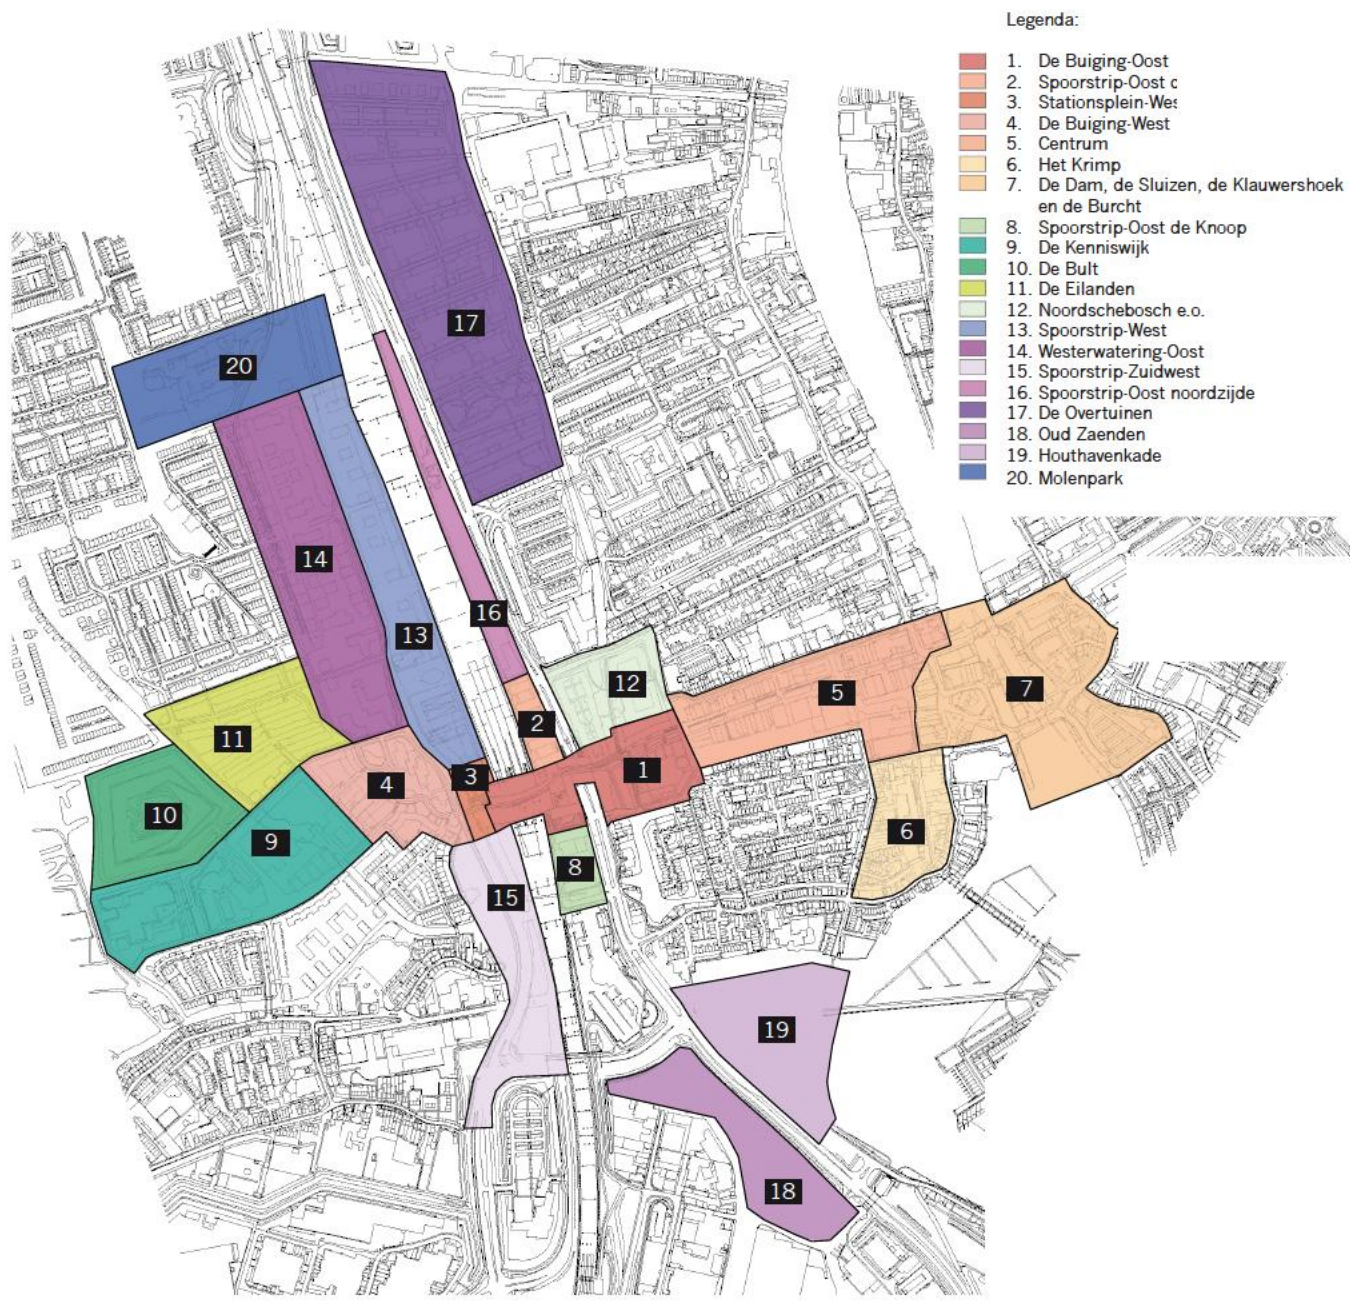 Legenda:
1. De Buiging-Oost
2. Spoorstrip-Oost
3. Stationsplein-Wes
4. De Buiging-West
5. Centrum
6. Het Krimp
7. De Dam, de Sluizen, de Klauwershoek
en de Burcht
8. Spoorstrip-Oost de Knoop
9. De Kenniswijk
10. De Bult
11. De Eilanden
12. Noordschebosch e.o.
13. Spoorstrip-West
14. Westerwatering-Oost
15. Spoorstrip-Zuidwest
16. Spoorstrip-Oost noordzijde
17. De Overtuinen
18. Oud Zaenden
19. Houthavenkade
20. Molenpark
17
20
14
16
13
12
5
7
2
11
3
1
4
10
9
6
8
15
19
18